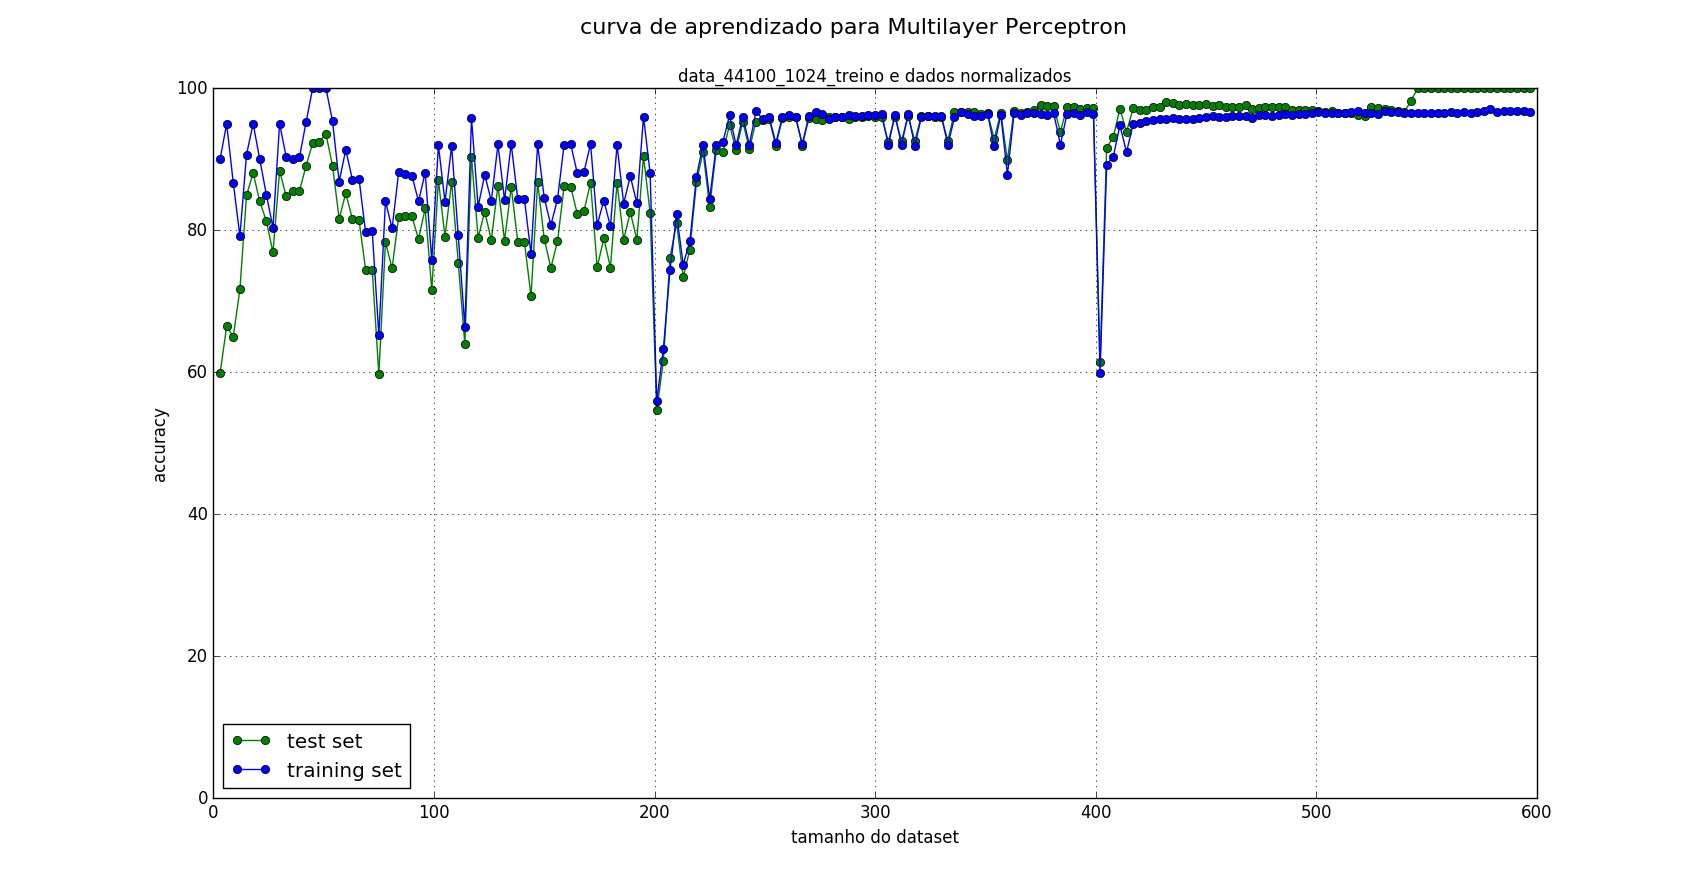 curva de aprendizado para Multilayer Perceptron
data_44100_1024_treino e dados normalizados
100
80
60
40
20
0
accuracy
test set
training set
0 100 200 300 400 500 600
tamanho do dataset